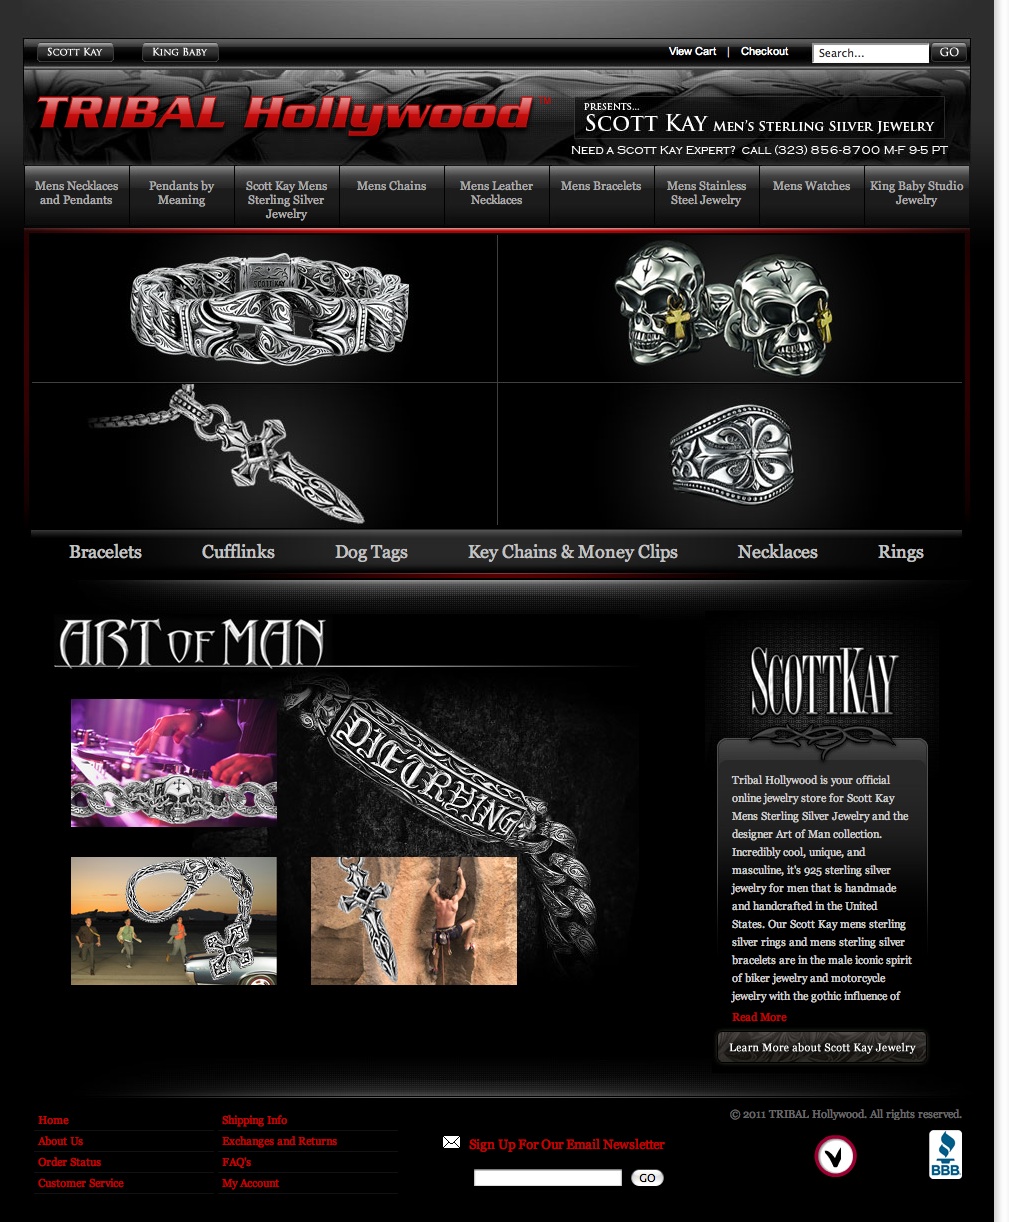 SCOTT KAY
KING BABY
View Cart | Checkout
Search...
GO
TRIBAL Hollywood™
PRESENTS...
SCOTT KAY MEN'S STERLING SILVER JEWELRY
NEED A SCOTT KAY EXPERT? CALL (323) 856-8700 M-F 9-5 PT
Mens Necklaces
and Pendants
Pendants by
Meaning
Scott Kay Mens
Sterling Silver
Jewelry
Mens Chains
Mens Leather
Necklaces
Mens Bracelets
Mens Stainless
Steel Jewelry
Mens Watches
King Baby Studio
Jewelry
SCOTT KAY
Bracelets
Cufflinks
Dog Tags
Key Chains & Money Clips
Necklaces
Rings
ART OF MAN
DIETRYING
SCOTTKAY
Tribal Hollywood is your official
online jewelry store for Scott Kay
Mens Sterling Silver Jewelry and the
designer Art of Man collection.
Incredibly cool, unique, and
masculine, it's 925 sterling silver
jewelry for men that is handmade
and handcrafted in the United
States. Our Scott Kay mens sterling
silver rings and mens sterling silver
bracelets are in the male iconic spirit
of biker jewelry and motorcycle
jewelry with the gothic influence of
Read More
Learn More about Scott Kay Jewelry
Home
About Us
Order Status
Customer Service
Shipping Info
Exchanges and Returns
FAQ's
My Account
Sign Up For Our Email Newsletter
GO
© 2011 TRIBAL Hollywood. All rights reserved.
V
BBB